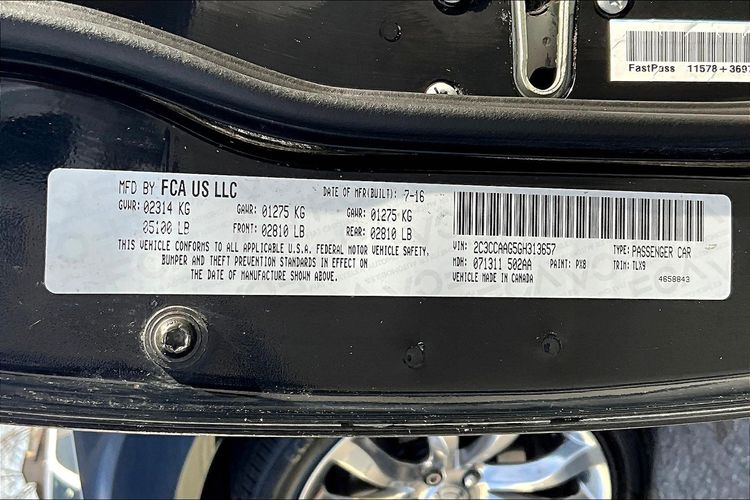 FastPass 11578+3697
MFD BY FCA US LLC DATE OF MFR(BUILT): 7-16
GVWR: 02314 KG GAWR: 01275 KG GAWR: 01275 KG
05100 LB FRONT: 02810 LB REAR: 02810 LB
THIS VEHICLE CONFORMS TO ALL APPLICABLE U.S.A. FEDERAL MOTOR VEHICLE SAFETY,
BUMPER AND THEFT PREVENTION STANDARDS IN EFFECT ON
THE DATE OF MANUFACTURE SHOWN ABOVE.
VIN: 2C3CCAAG5GH313657 TYPE: PASSENGER CAR
MDH: 071311 502AA PAINT: PX8 TRIM: TLX9
VEHICLE MADE IN CANADA 4658843